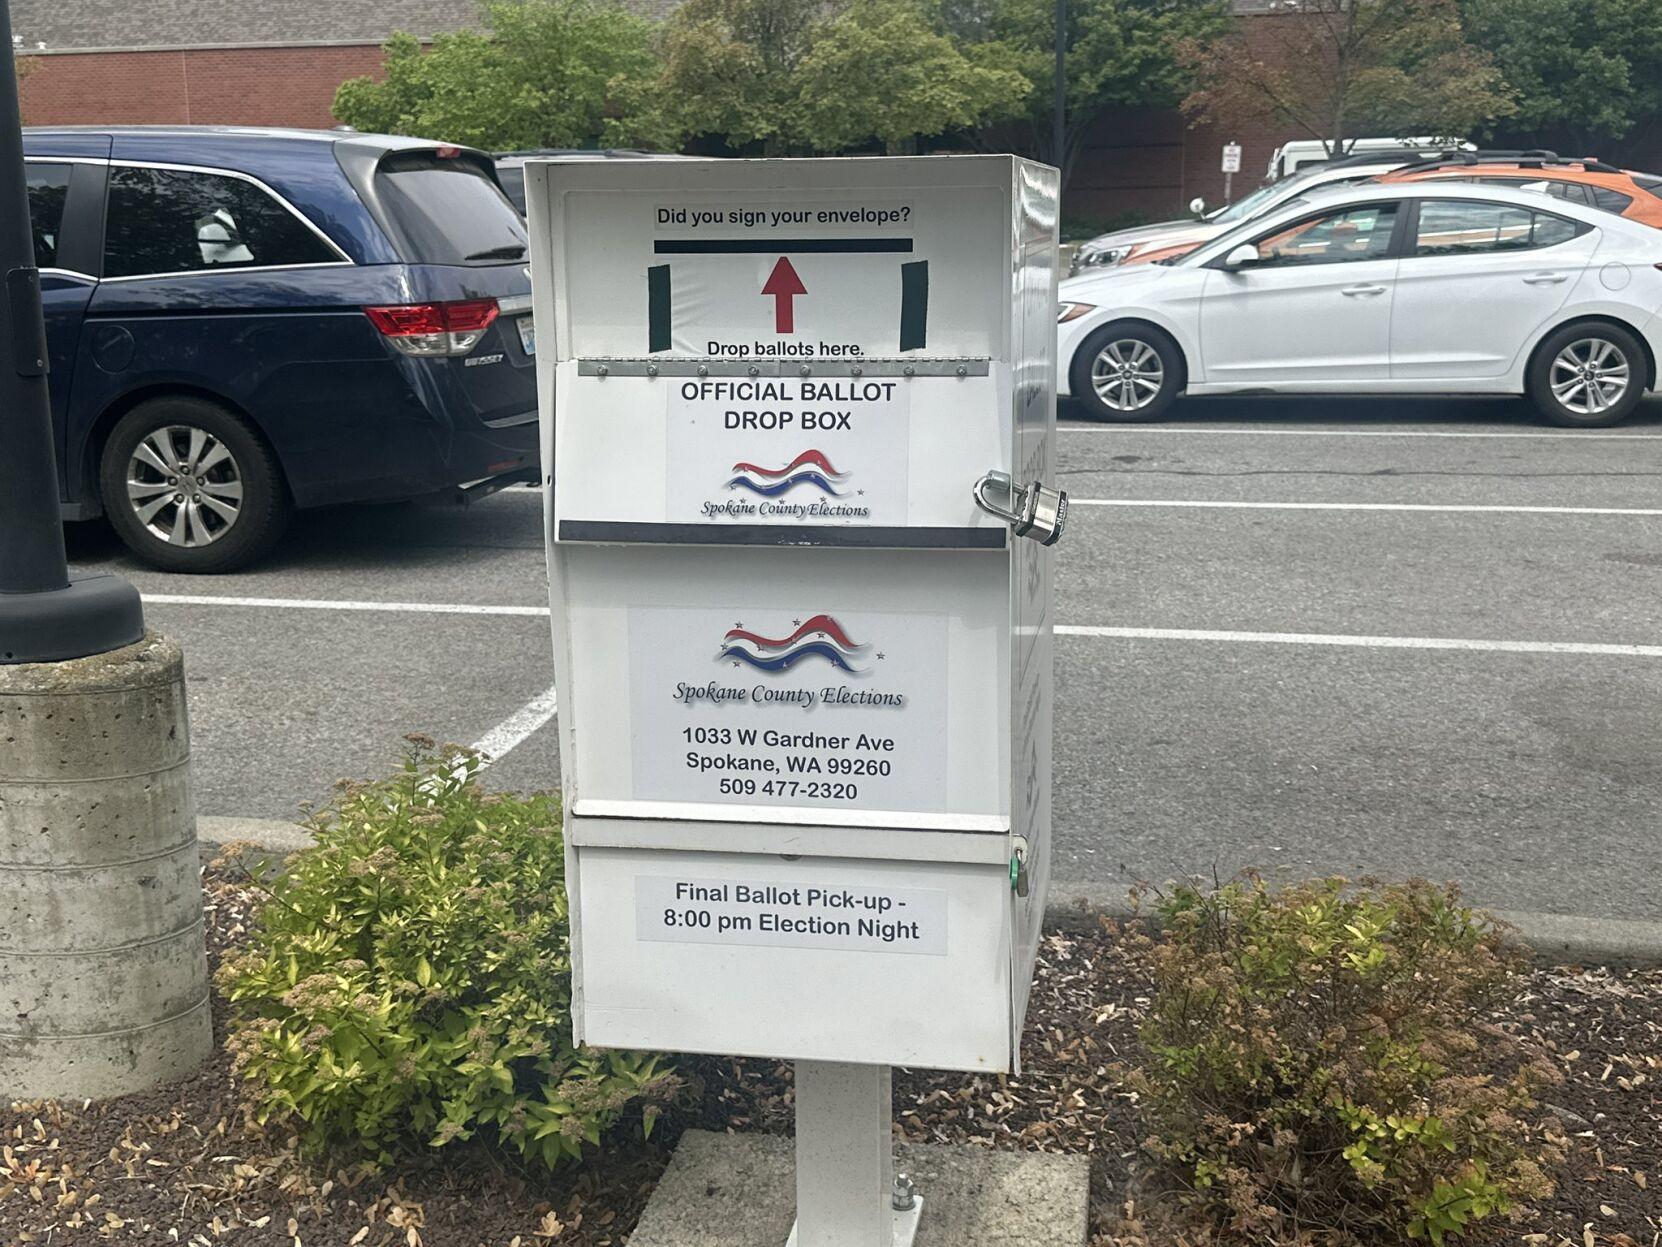 Did you sign your envelope?
Drop ballots here.
OFFICIAL BALLOT
DROP BOX
Spokane County Elections
Spokane County Elections
1033 W Gardner Ave
Spokane, WA 99260
509 477-2320
Final Ballot Pick-up -
8:00 pm Election Night